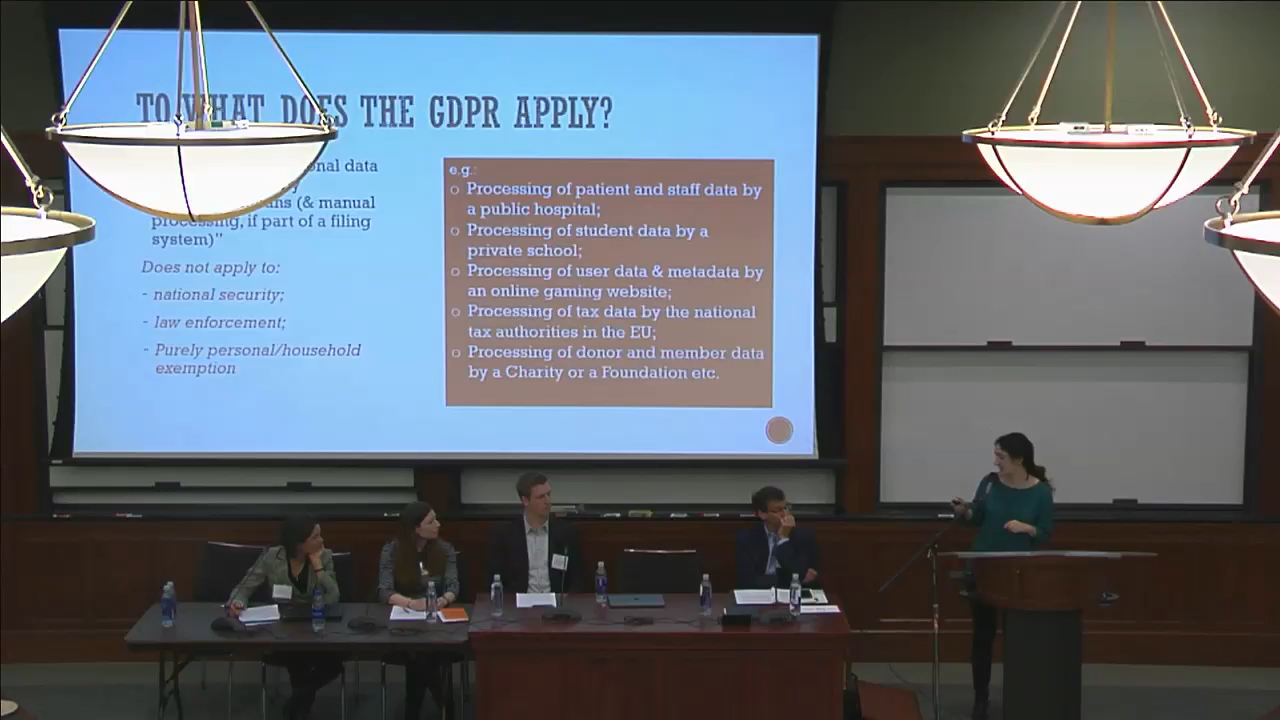 TO WHAT DOES THE GDPR APPLY?
data
(& manual
processing, if part of a filing
system)"
Does not apply to:
- national security;
- law enforcement;
- Purely personal/household
exemption
e.g.:
o Processing of patient and staff data by
a public hospital;
o Processing of student data by a
private school;
o Processing of user data & metadata by
an online gaming website;
o Processing of tax data by the national
tax authorities in the EU;
o Processing of donor and member data
by a Charity or a Foundation etc.